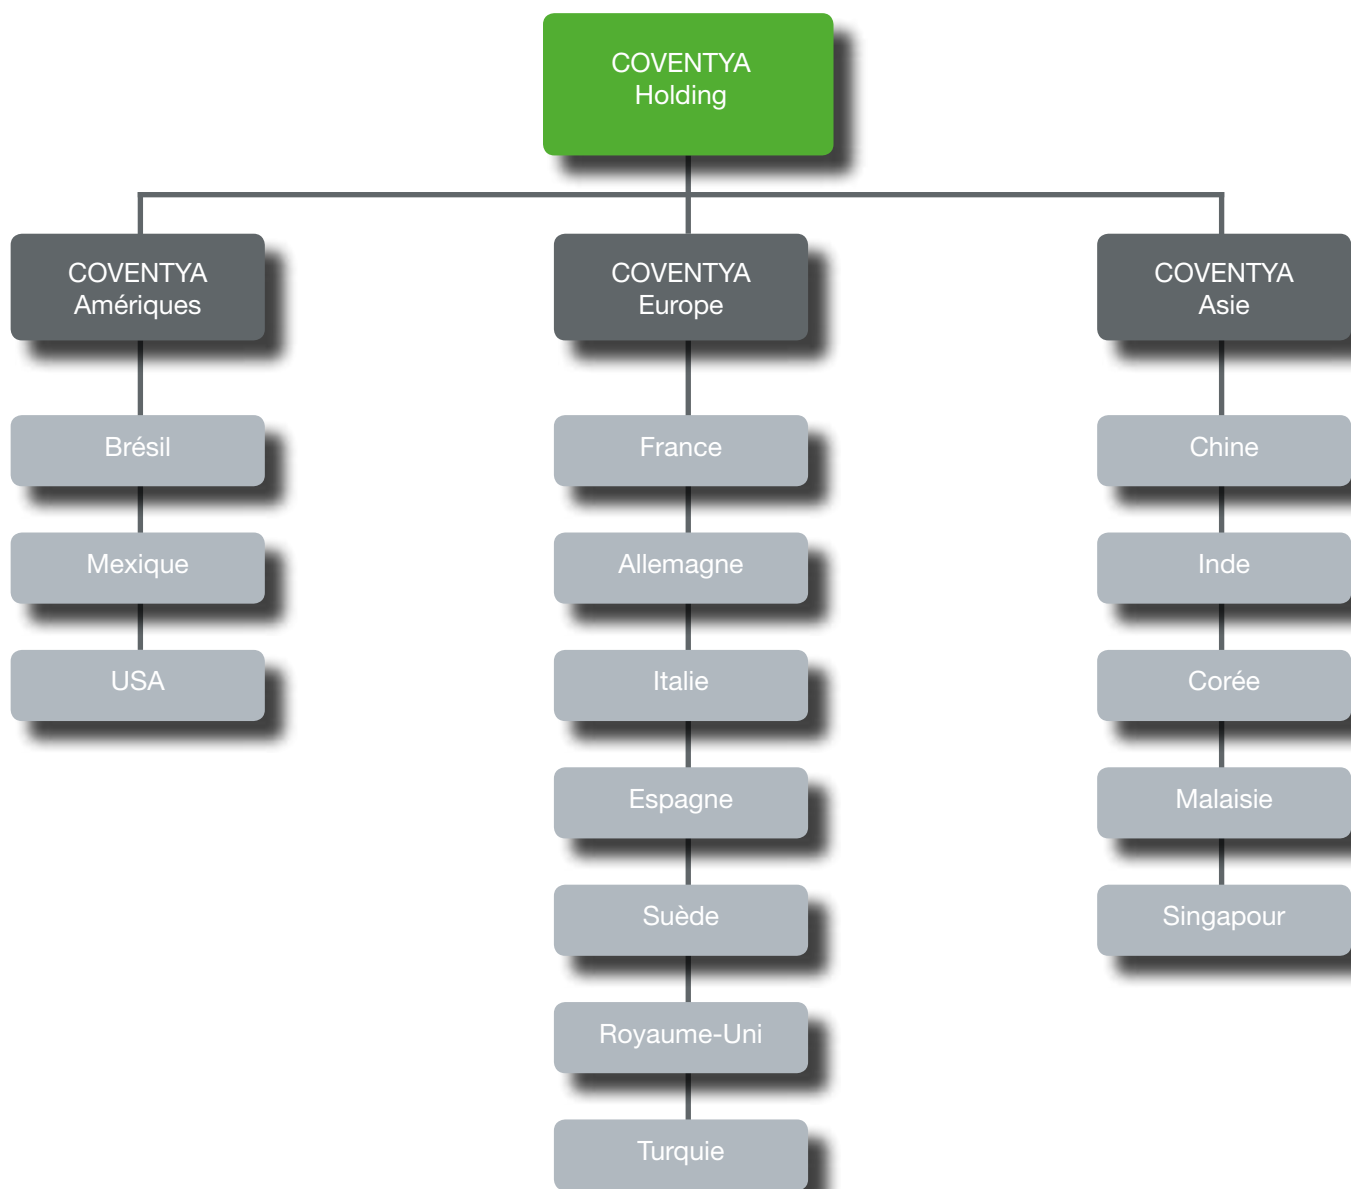 COVENTYA
Holding
COVENTYA
Amériques
COVENTYA
Europe
COVENTYA
Asie
Brésil
France
Chine
Mexique
Allemagne
Inde
USA
Italie
Corée
Espagne
Malaisie
Suède
Singapour
Royaume-Uni
Turquie